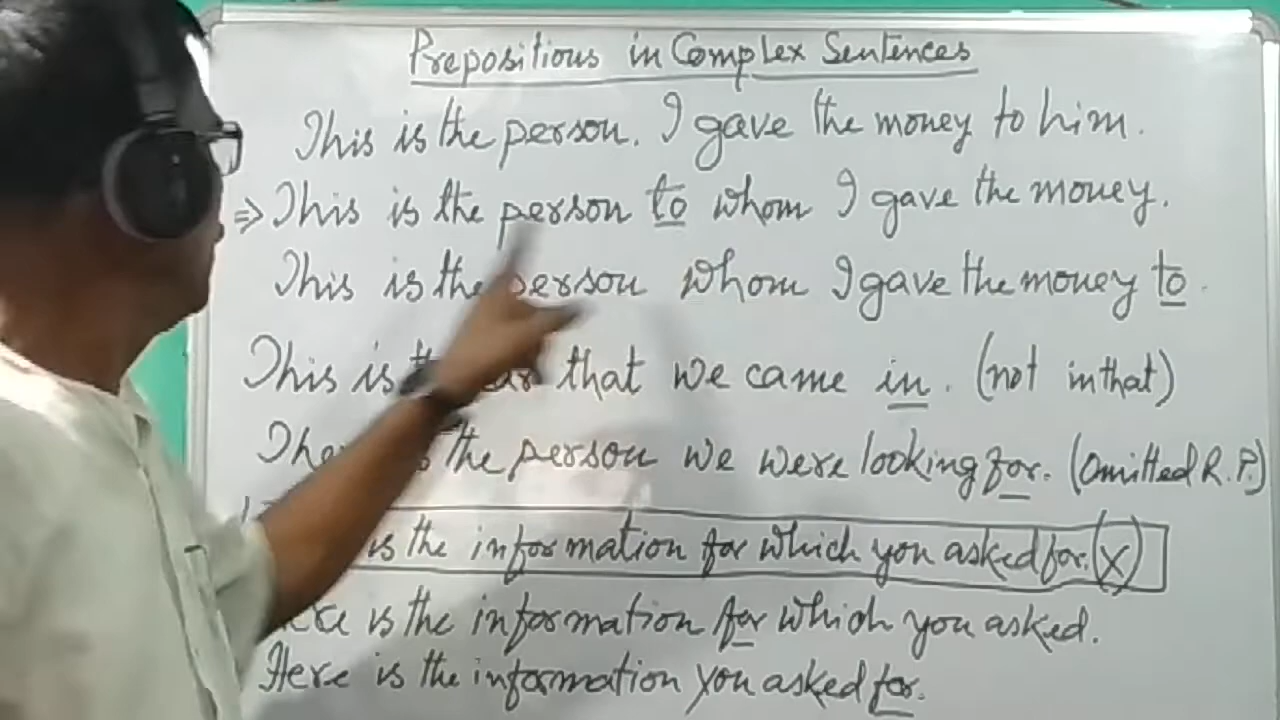 Prepositions in Complex Sentences
This is the person. I gave the money to him.
⇒ This is the person to whom I gave the money.
This is the person whom I gave the money to.
This is that we came in. (not in that)
the person we were looking for. (Omitted R.P.)
is the information for which you asked for. (x)
is the information for which you asked.
Here is the information you asked for.